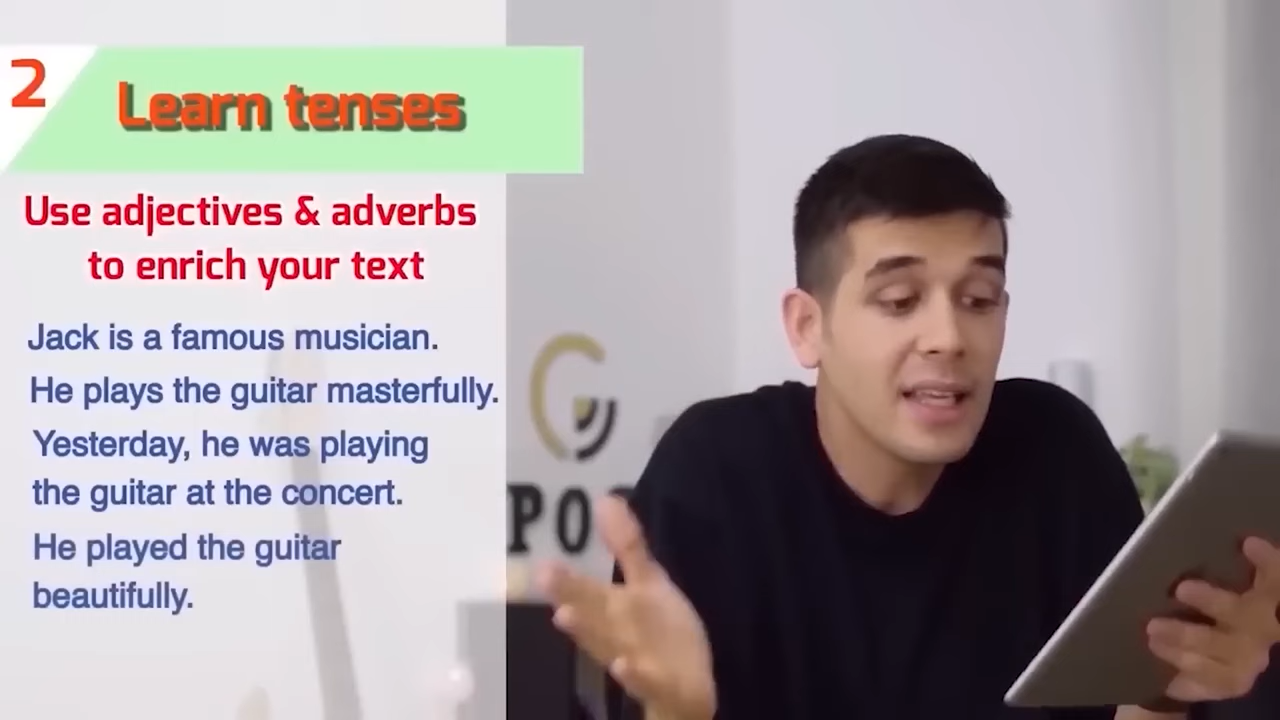 2
Learn tenses
Use adjectives & adverbs
to enrich your text
Jack is a famous musician.
He plays the guitar masterfully.
Yesterday, he was playing
the guitar at the concert.
He played the guitar
beautifully.
PO